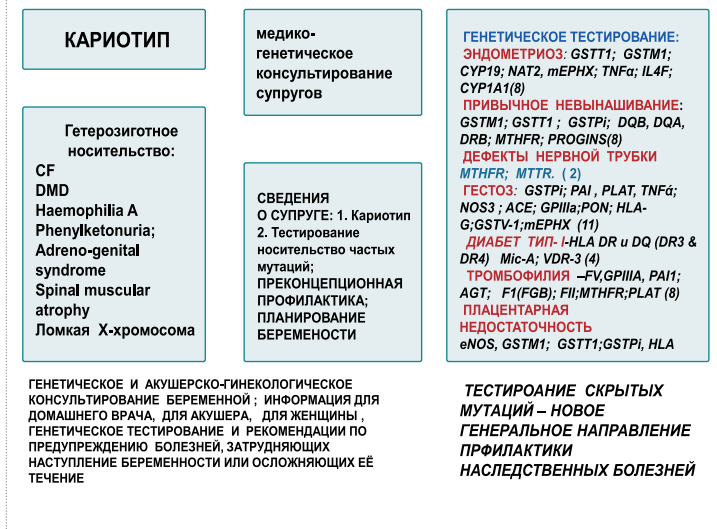 КАРИОТИП
Гетерозиготное
носительство:
CF
DMD
Haemophilia A
Phenylketonuria;
Adreno-genital
syndrome
Spinal muscular
atrophy
Ломкая Х-хромосома
медико-
генетическое
консультирование
супругов
СВЕДЕНИЯ
О СУПРУГЕ: 1. Кариотип
2. Тестирование
носительство частых
мутаций;
ПРЕКОНЦЕПЦИОННАЯ
ПРОФИЛАКТИКА;
ПЛАНИРОВАНИЕ
БЕРЕМЕНОСТИ
ГЕНЕТИЧЕСКОЕ ТЕСТИРОВАНИЕ:
ЭНДОМЕТРИОЗ: GSTT1; GSTM1;
CYP19; NAT2, mEPHX; TNFα; IL4F;
CYP1A1(8)
ПРИВЫЧНОЕ НЕВЫНАШИВАНИЕ:
GSTM1; GSTT1 ; GSTPi; DQB, DQA,
DRB; MTHFR; PROGINS(8)
ДЕФЕКТЫ НЕРВНОЙ ТРУБКИ
MTHFR; MTTR. ( 2)
ГЕСТОЗ: GSTPi; PAI , PLAT, TNFά;
NOS3 ; ACE; GPIIIa;PON; HLA-
G;GSTV-1;mEPHX (11)
ДИАБЕТ ТИП- I-HLA DR и DQ (DR3 &
DR4) Mic-A; VDR-3 (4)
ТРОМБОФИЛИЯ –FV,GPIIIA, PAI1;
AGT; F1(FGB); FII;MTHFR;PLAT (8)
ПЛАЦЕНТАРНАЯ
НЕДОСТАТОЧНОСТЬ
eNOS, GSTM1; GSTT1;GSTPi, HLA
ГЕНЕТИЧЕСКОЕ И АКУШЕРСКО-ГИНЕКОЛОГИЧЕСКОЕ
КОНСУЛЬТИРОВАНИЕ БЕРЕМЕННОЙ ; ИНФОРМАЦИЯ ДЛЯ
ДОМАШНЕГО ВРАЧА, ДЛЯ АКУШЕРА, ДЛЯ ЖЕНЩИНЫ ,
ГЕНЕТИЧЕСКОЕ ТЕСТИРОВАНИЕ И РЕКОМЕНДАЦИИ ПО
ПРЕДУПРЕЖДЕНИЮ БОЛЕЗНЕЙ, ЗАТРУДНЯЮЩИХ
НАСТУПЛЕНИЕ БЕРЕМЕННОСТИ ИЛИ ОСЛОЖНЯЮЩИХ ЕЁ
ТЕЧЕНИЕ
ТЕСТИРОАНИЕ СКРЫТЫХ
МУТАЦИЙ – НОВОЕ
ГЕНЕРАЛЬНОЕ НАПРАВЛЕНИЕ
ПРФИЛАКТИКИ
НАСЛЕДСТВЕННЫХ БОЛЕЗНЕЙ